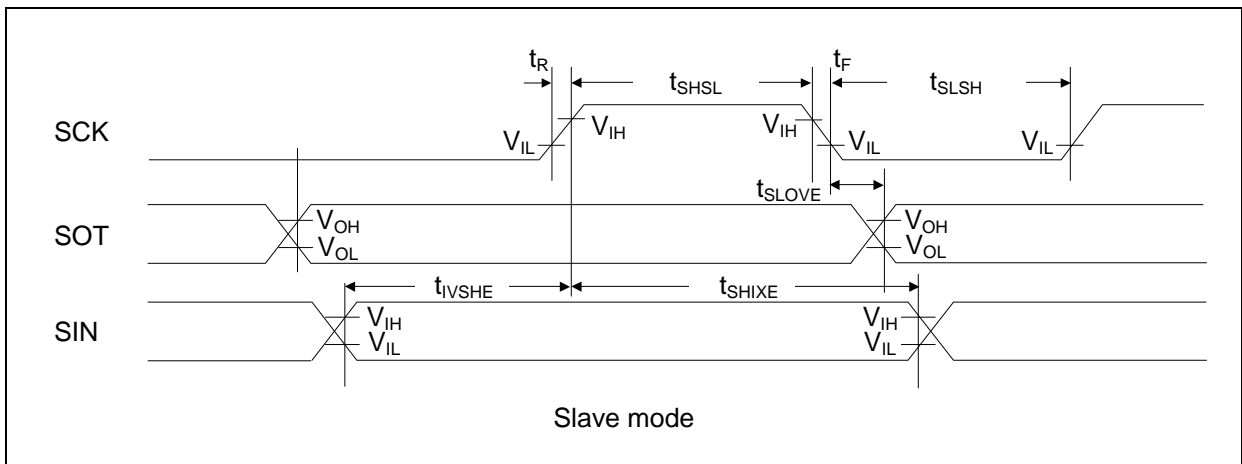 tR tF
tSHSL tSLSH
SCK VIH VIH
VIL VIL VIL
tSLOVE
VOH VOH
SOT
VOL VOL
tIVSHE tSHIXE
VIH VIH
SIN
VIL VIL
Slave mode